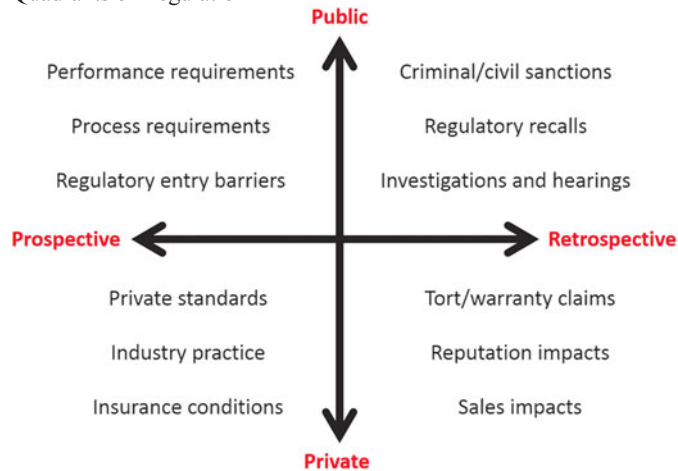 Public
Performance requirements
Criminal/civil sanctions
Process requirements
Regulatory recalls
Regulatory entry barriers
Investigations and hearings
Prospective
Retrospective
Private standards
Tort/warranty claims
Industry practice
Reputation impacts
Insurance conditions
Sales impacts
Private